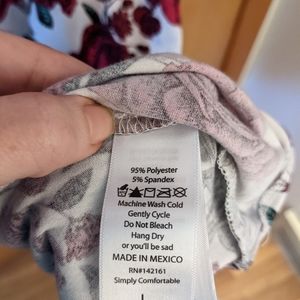 95% Polyester
5% Spandex
Machine Wash Cold
Gently Cycle
Do Not Bleach
Hang Dry
or you'll be sad
MADE IN MEXICO
RN#142161
Simply Comfortable
L